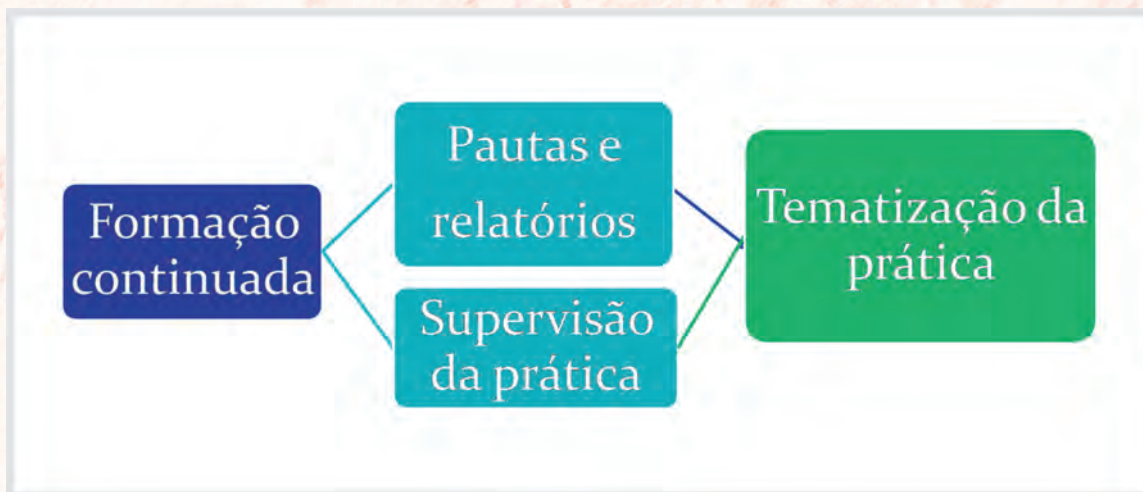 Formação
continuada
Pautas e
relatórios
Supervisão
da prática
Tematização da
prática